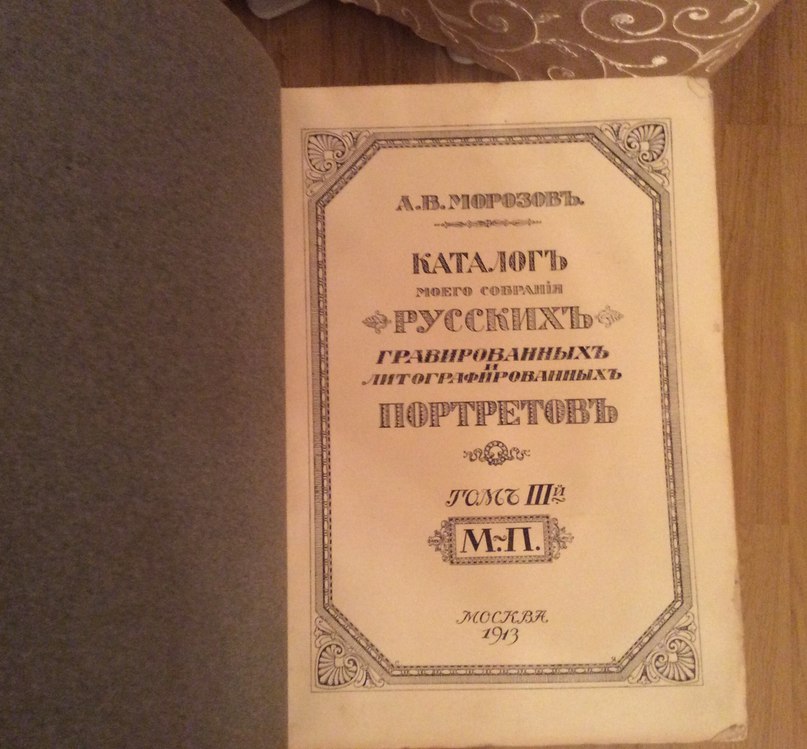 А.В. МОРОЗОВЪ.
КАТАЛОГЪ
МОЕГО СОБРАНІЯ
РУССКИХЪ
ГРАВИРОВАННЫХЪ
И
ЛИТОГРАФИРОВАННЫХЪ
ПОРТРЕТОВЪ
ТОМЪ IIIй
М~П.
МОСКВА
1913